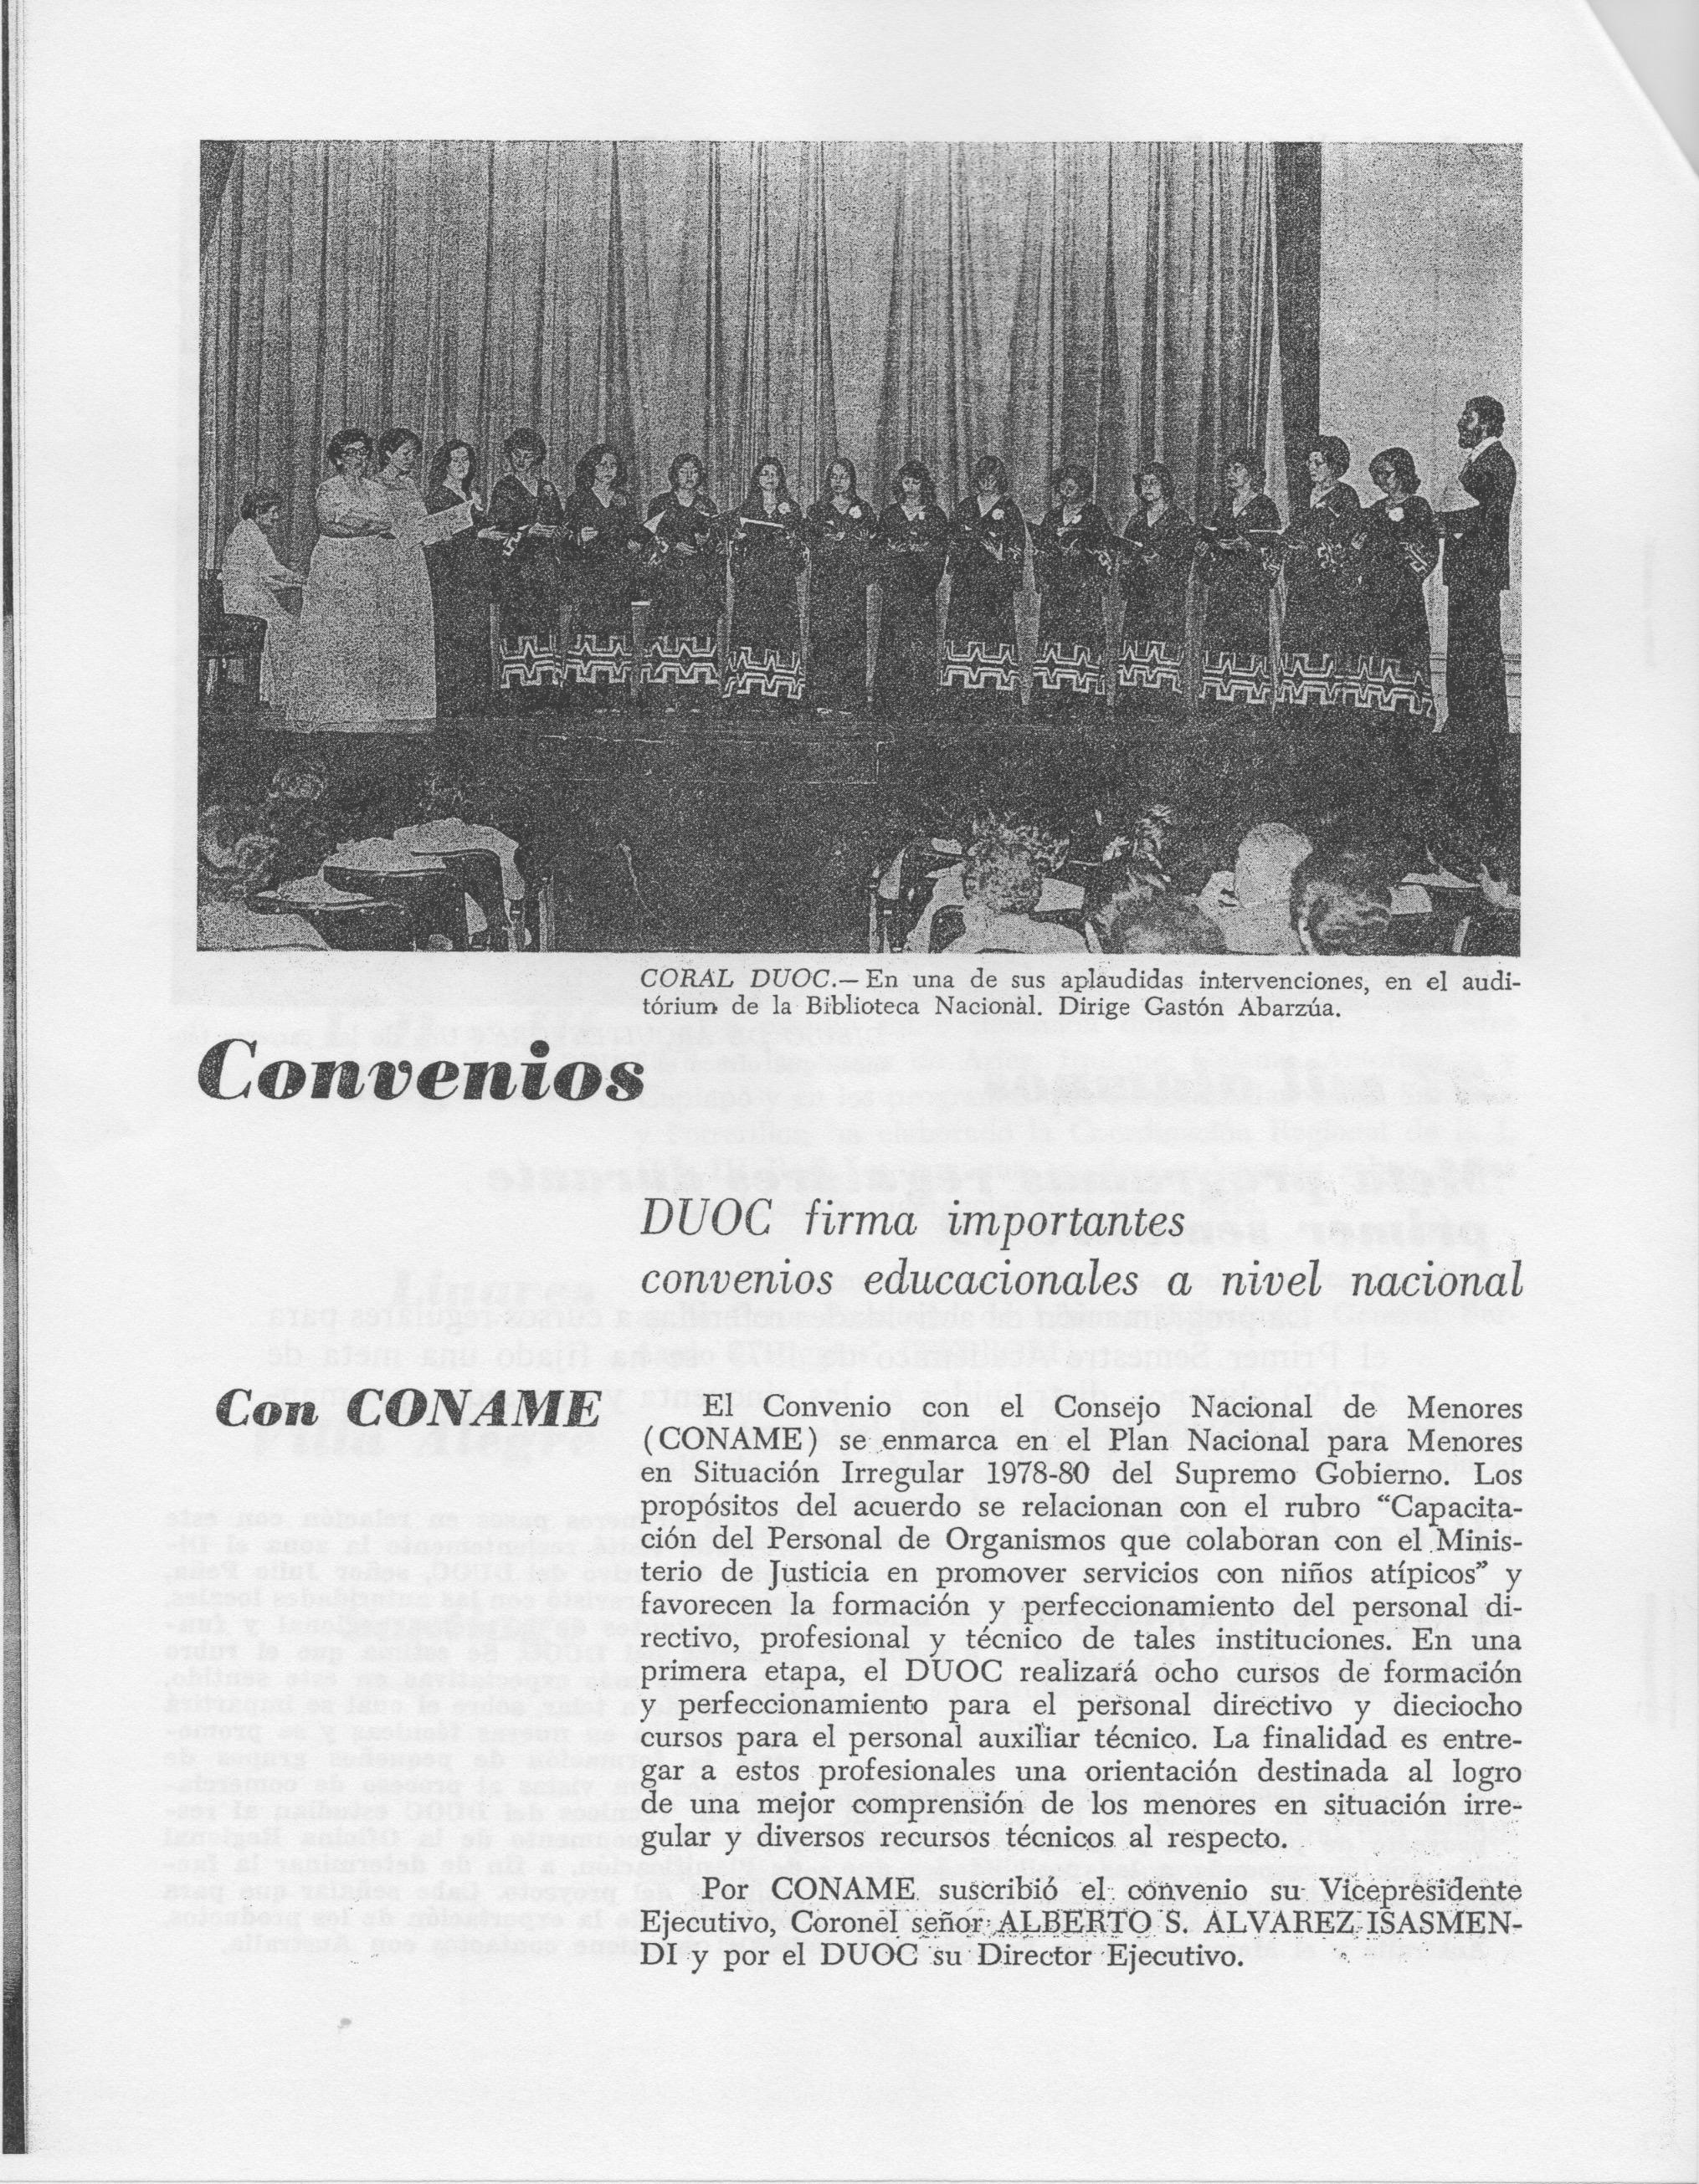 CORAL DUOC.— En una de sus aplaudidas intervenciones, en el audi-
tórium de la Biblioteca Nacional. Dirige Gastón Abarzúa.
Convenios
DUOC firma importantes
convenios educacionales a nivel nacional
Con CONAME
El Convenio con el Consejo Nacional de Menores
(CONAME) se enmarca en el Plan Nacional para Menores
en Situación Irregular 1978-80 del Supremo Gobierno. Los
propósitos del acuerdo se relacionan con el rubro “Capacita-
ción del Personal de Organismos que colaboran con el Minis-
terio de Justicia en promover servicios con niños atípicos” y
favorecen la formación y perfeccionamiento del personal di-
rectivo, profesional y técnico de tales instituciones. En una
primera etapa, el DUOC realizará ocho cursos de formación
y perfeccionamiento para el personal directivo y dieciocho
cursos para el personal auxiliar técnico. La finalidad es entre-
gar a estos profesionales una orientación destinada al logro
de una mejor comprensión de los menores en situación irre-
gular y diversos recursos técnicos al respecto.
Por CONAME suscribió el convenio su Vicepresidente
Ejecutivo, Coronel señor ALBERTO S. ALVAREZ ISASMEN-
DI y por el DUOC su Director Ejecutivo.